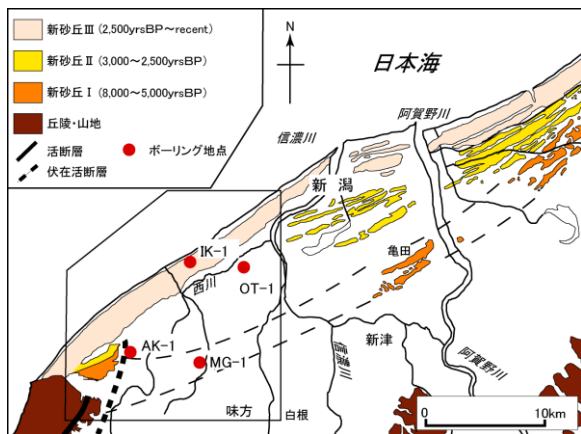 新砂丘Ⅲ (2,500yrsBP～recent)
新砂丘Ⅱ (3,000～2,500yrsBP)
新砂丘Ⅰ (8,000～5,000yrsBP)
丘陵・山地
活断層
ボーリング地点
伏在活断層
N
日本海
阿賀野川
信濃川
新潟
IK-1
西川
OT-1
亀田
AK-1
MG-1
信濃川
新津
阿賀野川
味方
白根
0
10km